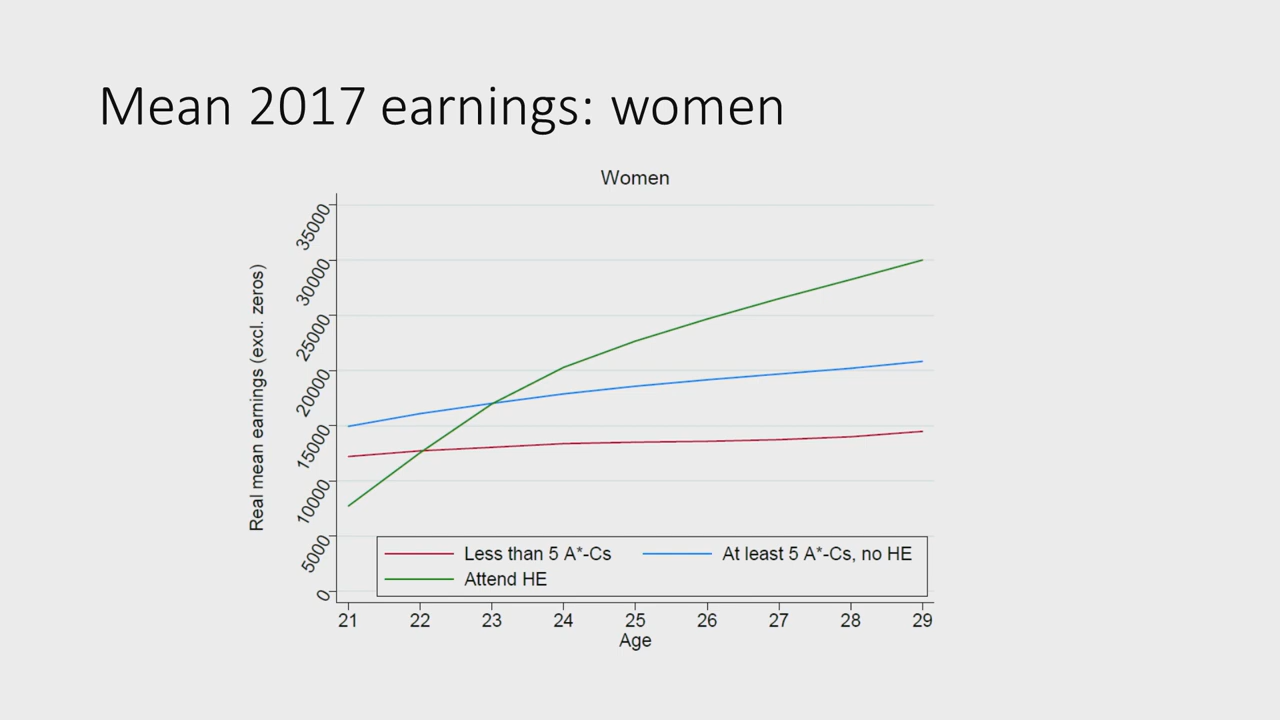 Mean 2017 earnings: women
Women
Real mean earnings (excl. zeros)
35000
30000
25000
20000
15000
10000
5000
0
Less than 5 A*-Cs At least 5 A*-Cs, no HE
Attend HE
21 22 23 24 25 26 27 28 29
Age